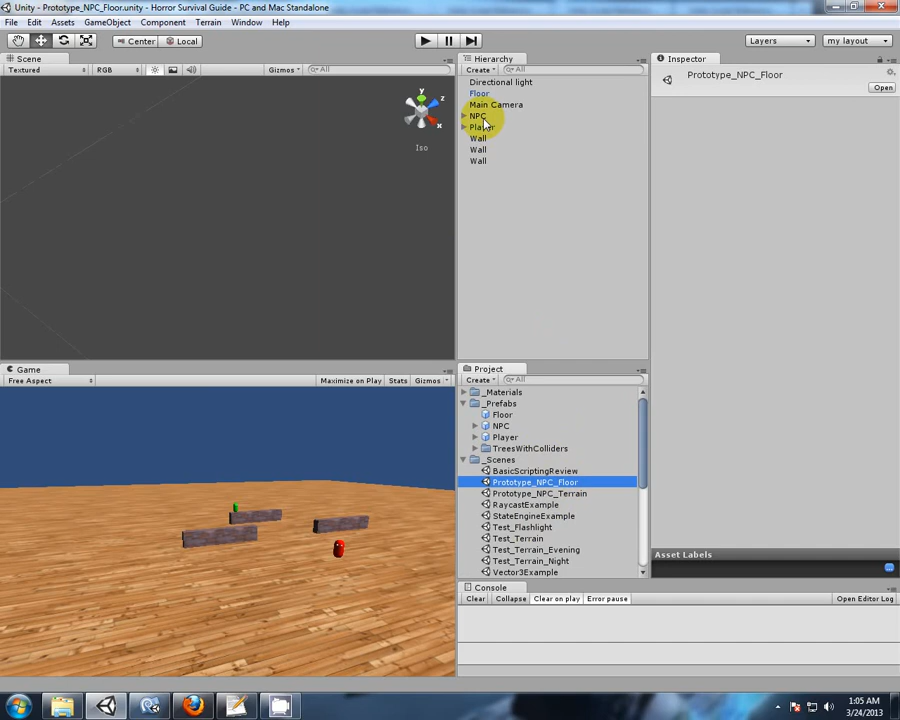 Unity - Prototype_NPC_Floor.unity - Horror Survival Guide - PC and Mac Standalone
File Edit Assets GameObject Component Terrain Window Help
Center Local Layers my layout
Scene Hierarchy Inspector
Textured RGB Gizmos All Create All
Prototype_NPC_Floor
Open
Directional light
Floor
Main Camera
NPC
Player
Wall
Wall
Wall
y
z
x
Iso
Game Project
Free Aspect Maximize on Play Stats Gizmos Create All
_Materials
_Prefabs
Floor
NPC
Player
TreesWithColliders
_Scenes
BasicScriptingReview
Prototype_NPC_Floor
Prototype_NPC_Terrain
RaycastExample
StateEngineExample
Test_Flashlight
Test_Terrain
Test_Terrain_Evening
Test_Terrain_Night
Vector3Example
Asset Labels
Console
Clear Collapse Clear on play Error pause Open Editor Log
1:05 AM
3/24/2013